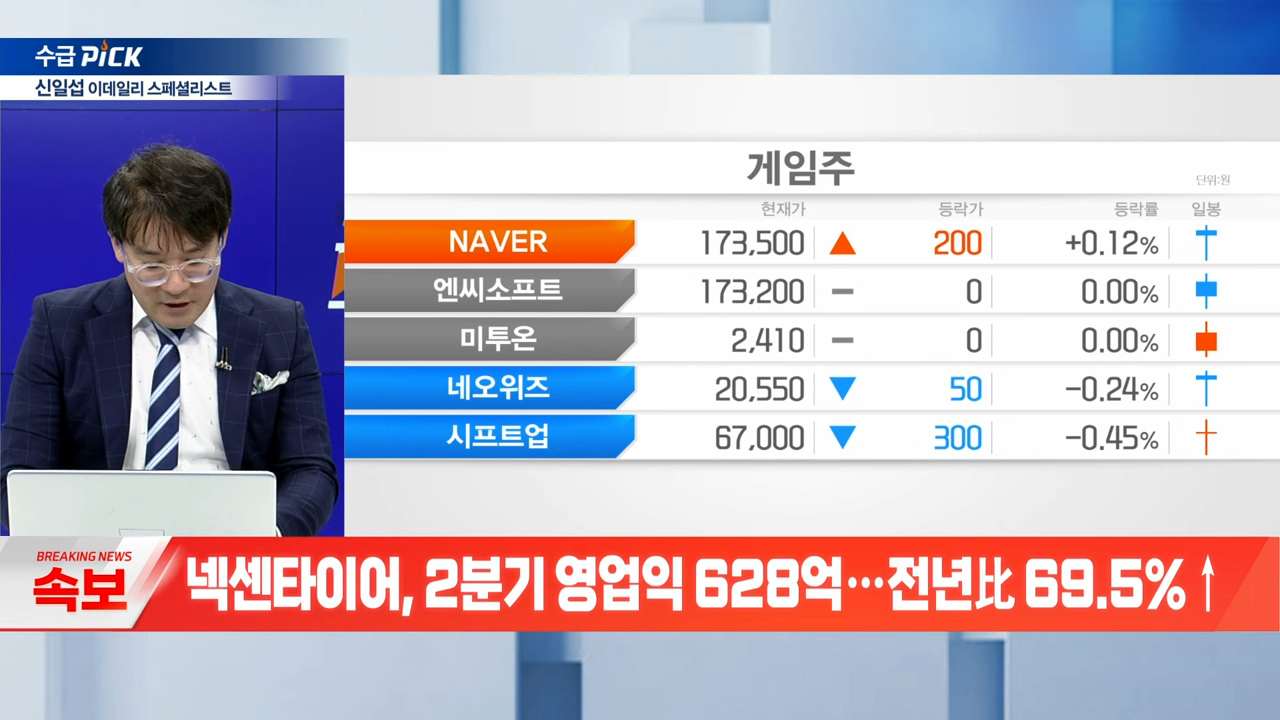 수급 PiCK
신일섭 이데일리 스페셜리스트
게임주
단위:원
현재가 등락가 등락률 일봉
NAVER 173,500 ▲ 200 +0.12%
엔씨소프트 173,200 − 0 0.00%
미투온 2,410 − 0 0.00%
네오위즈 20,550 ▼ 50 −0.24%
시프트업 67,000 ▼ 300 −0.45%
BREAKING NEWS
속보
넥센타이어, 2분기 영업익 628억…전년比 69.5%↑